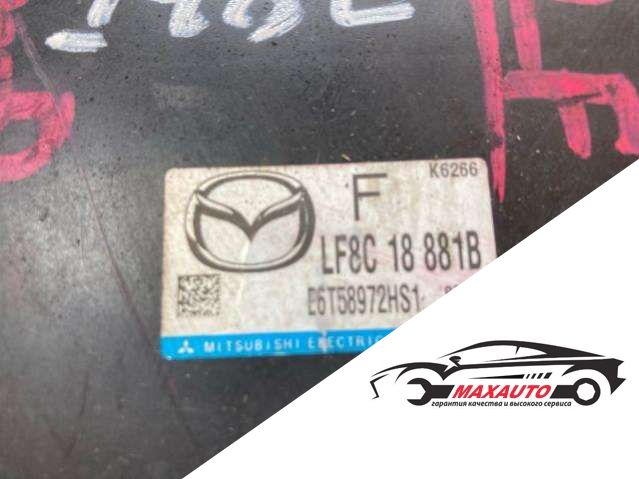 K6266
F
LF8C 18 881B
E6T58972HS1
MITSUBISHI ELECTRIC
MAXAUTO
гарантия качества и высокого сервиса